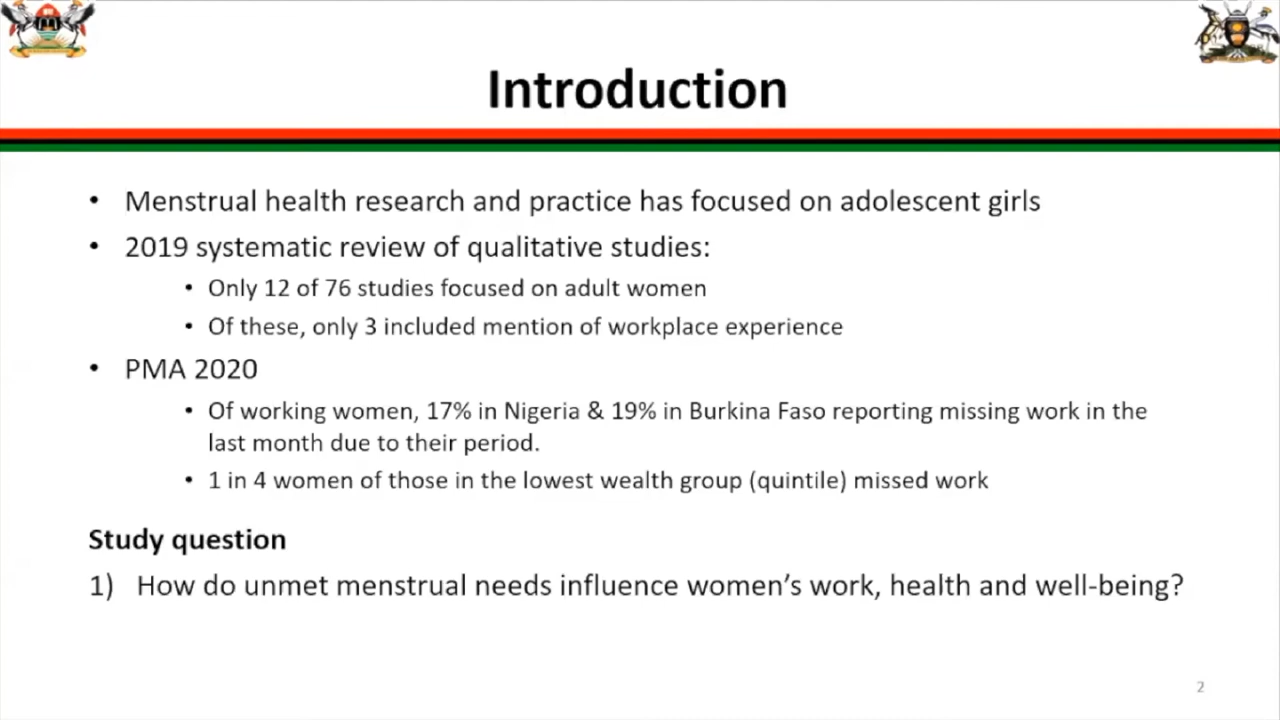 Introduction
• Menstrual health research and practice has focused on adolescent girls
• 2019 systematic review of qualitative studies:
• Only 12 of 76 studies focused on adult women
• Of these, only 3 included mention of workplace experience
• PMA 2020
• Of working women, 17% in Nigeria & 19% in Burkina Faso reporting missing work in the
last month due to their period.
• 1 in 4 women of those in the lowest wealth group (quintile) missed work
Study question
1) How do unmet menstrual needs influence women’s work, health and well-being?
2